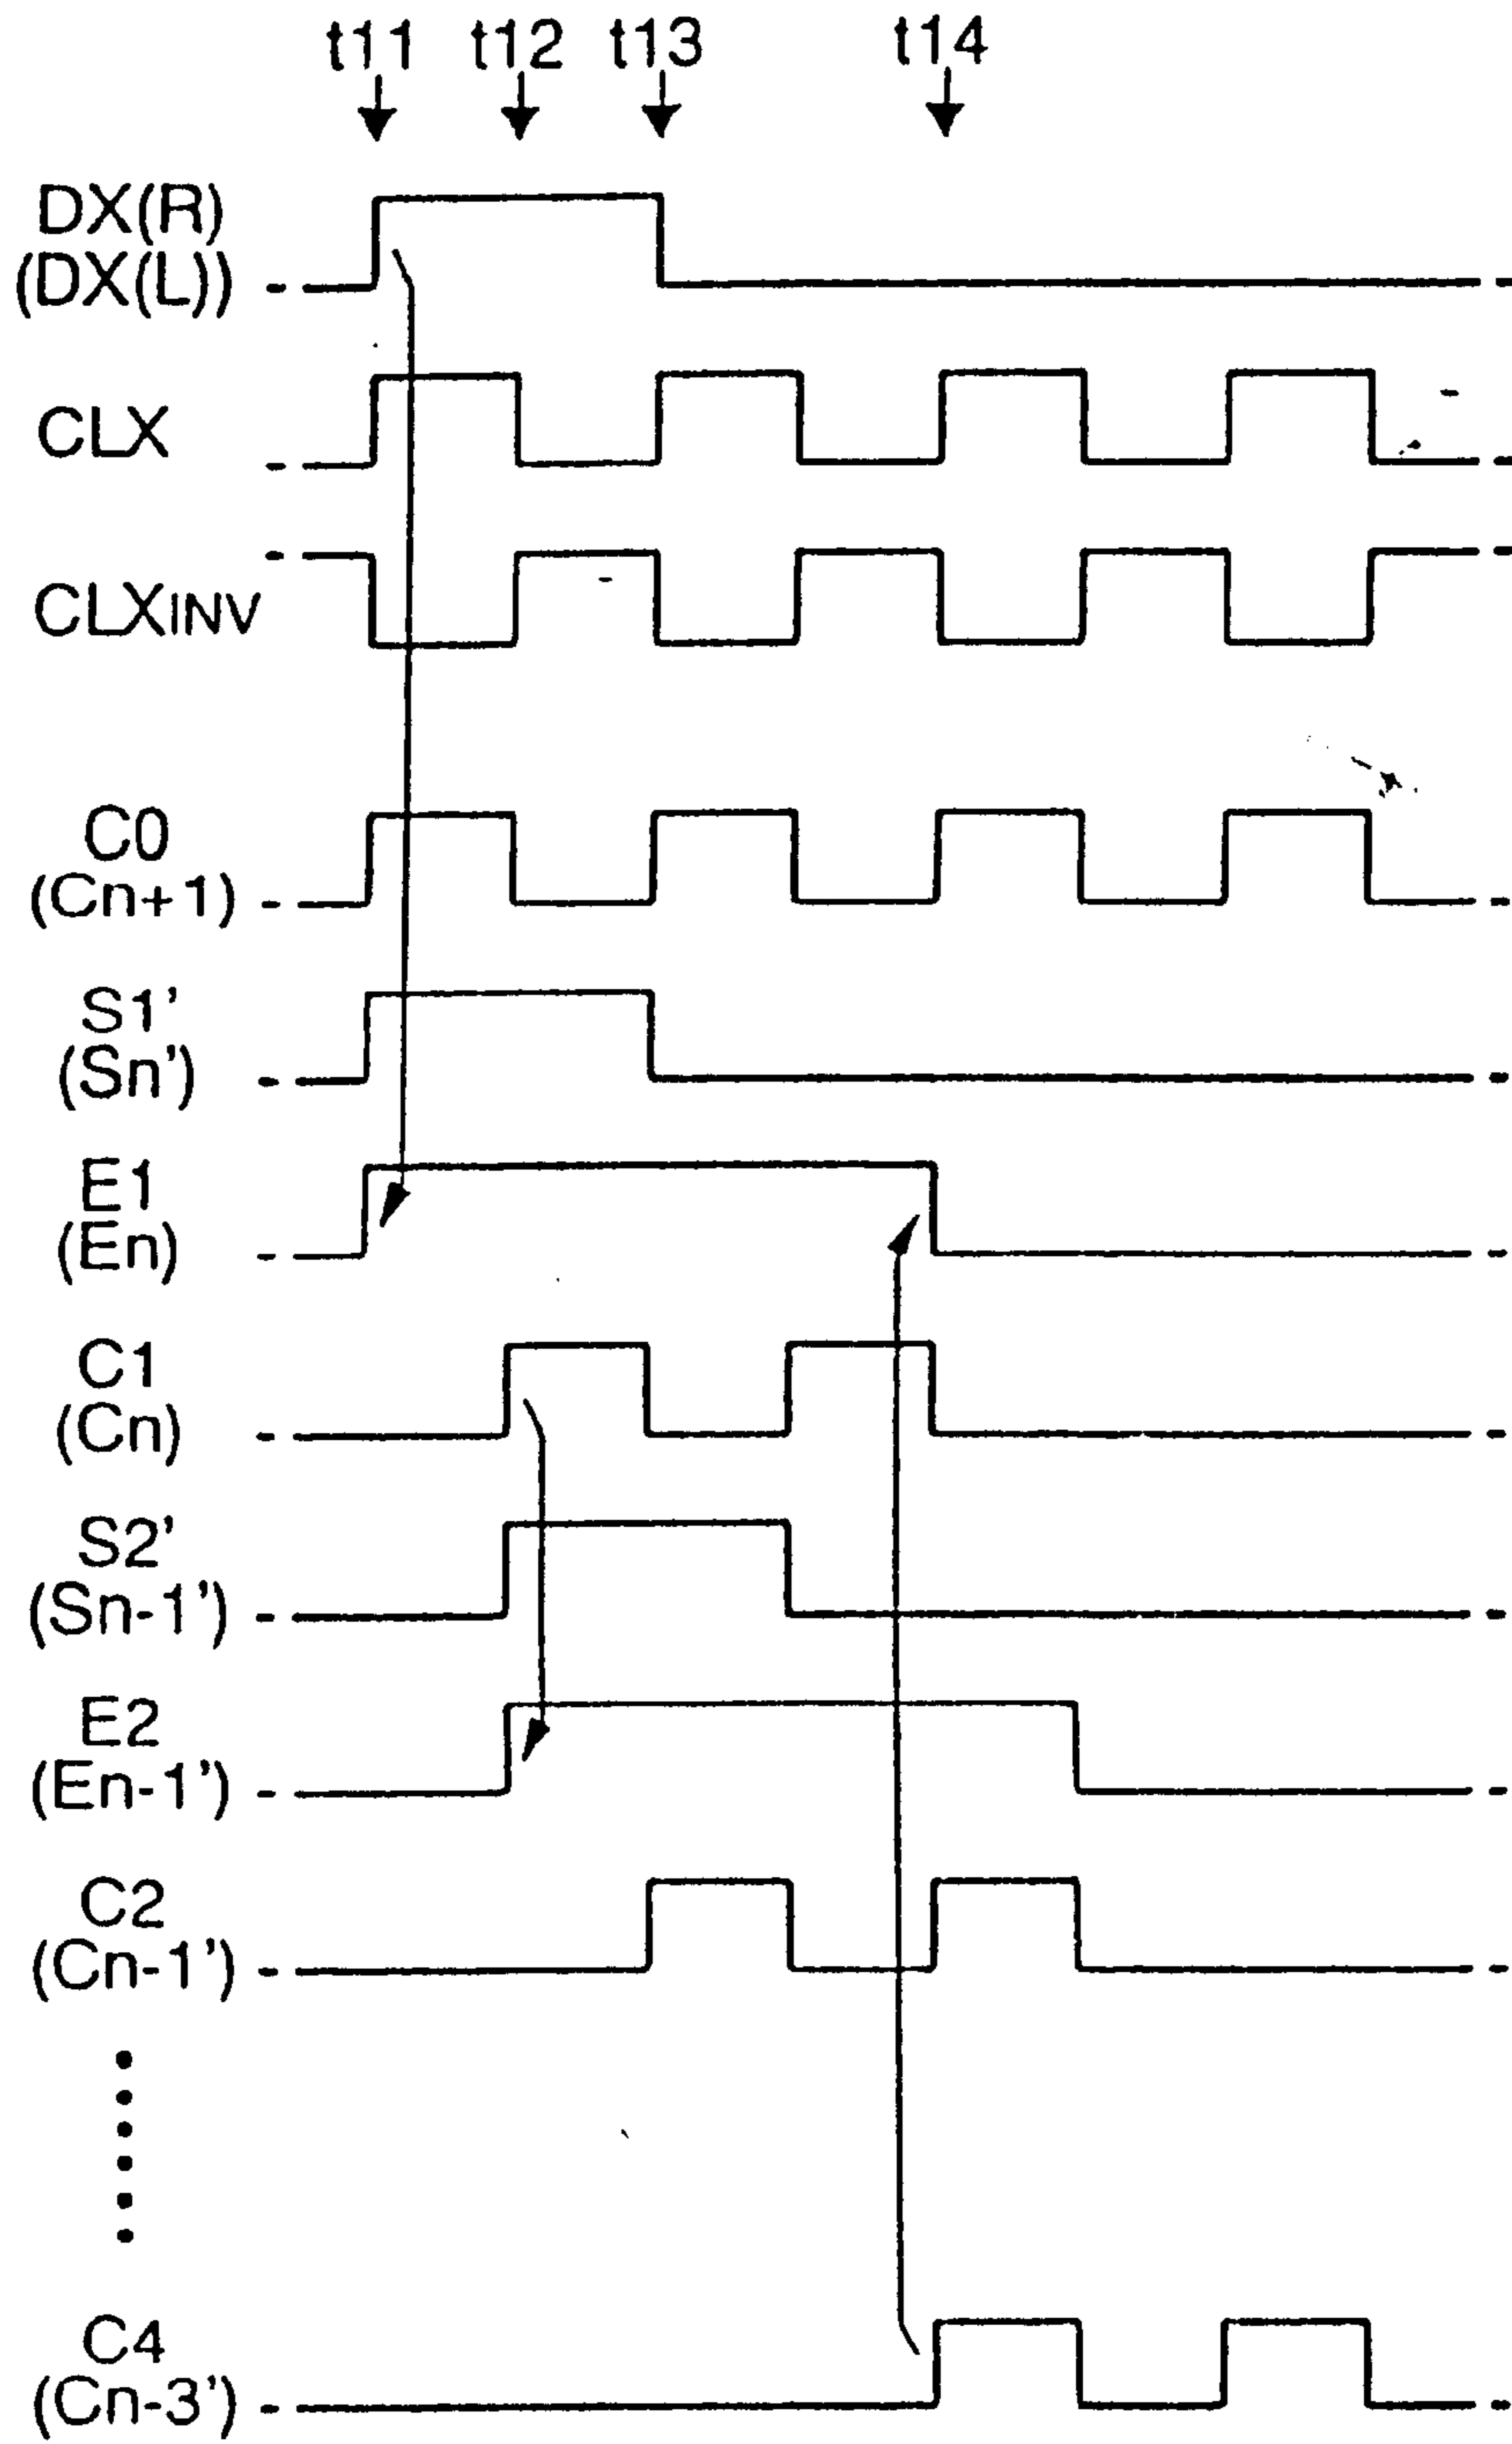 t11 t12 t13 t14
DX(R)
(DX(L))
CLX
CLXINV
C0
(Cn+1)
S1'
(Sn')
E1
(En)
C1
(Cn)
S2'
(Sn-1')
E2
(En-1')
C2
(Cn-1')
C4
(Cn-3')